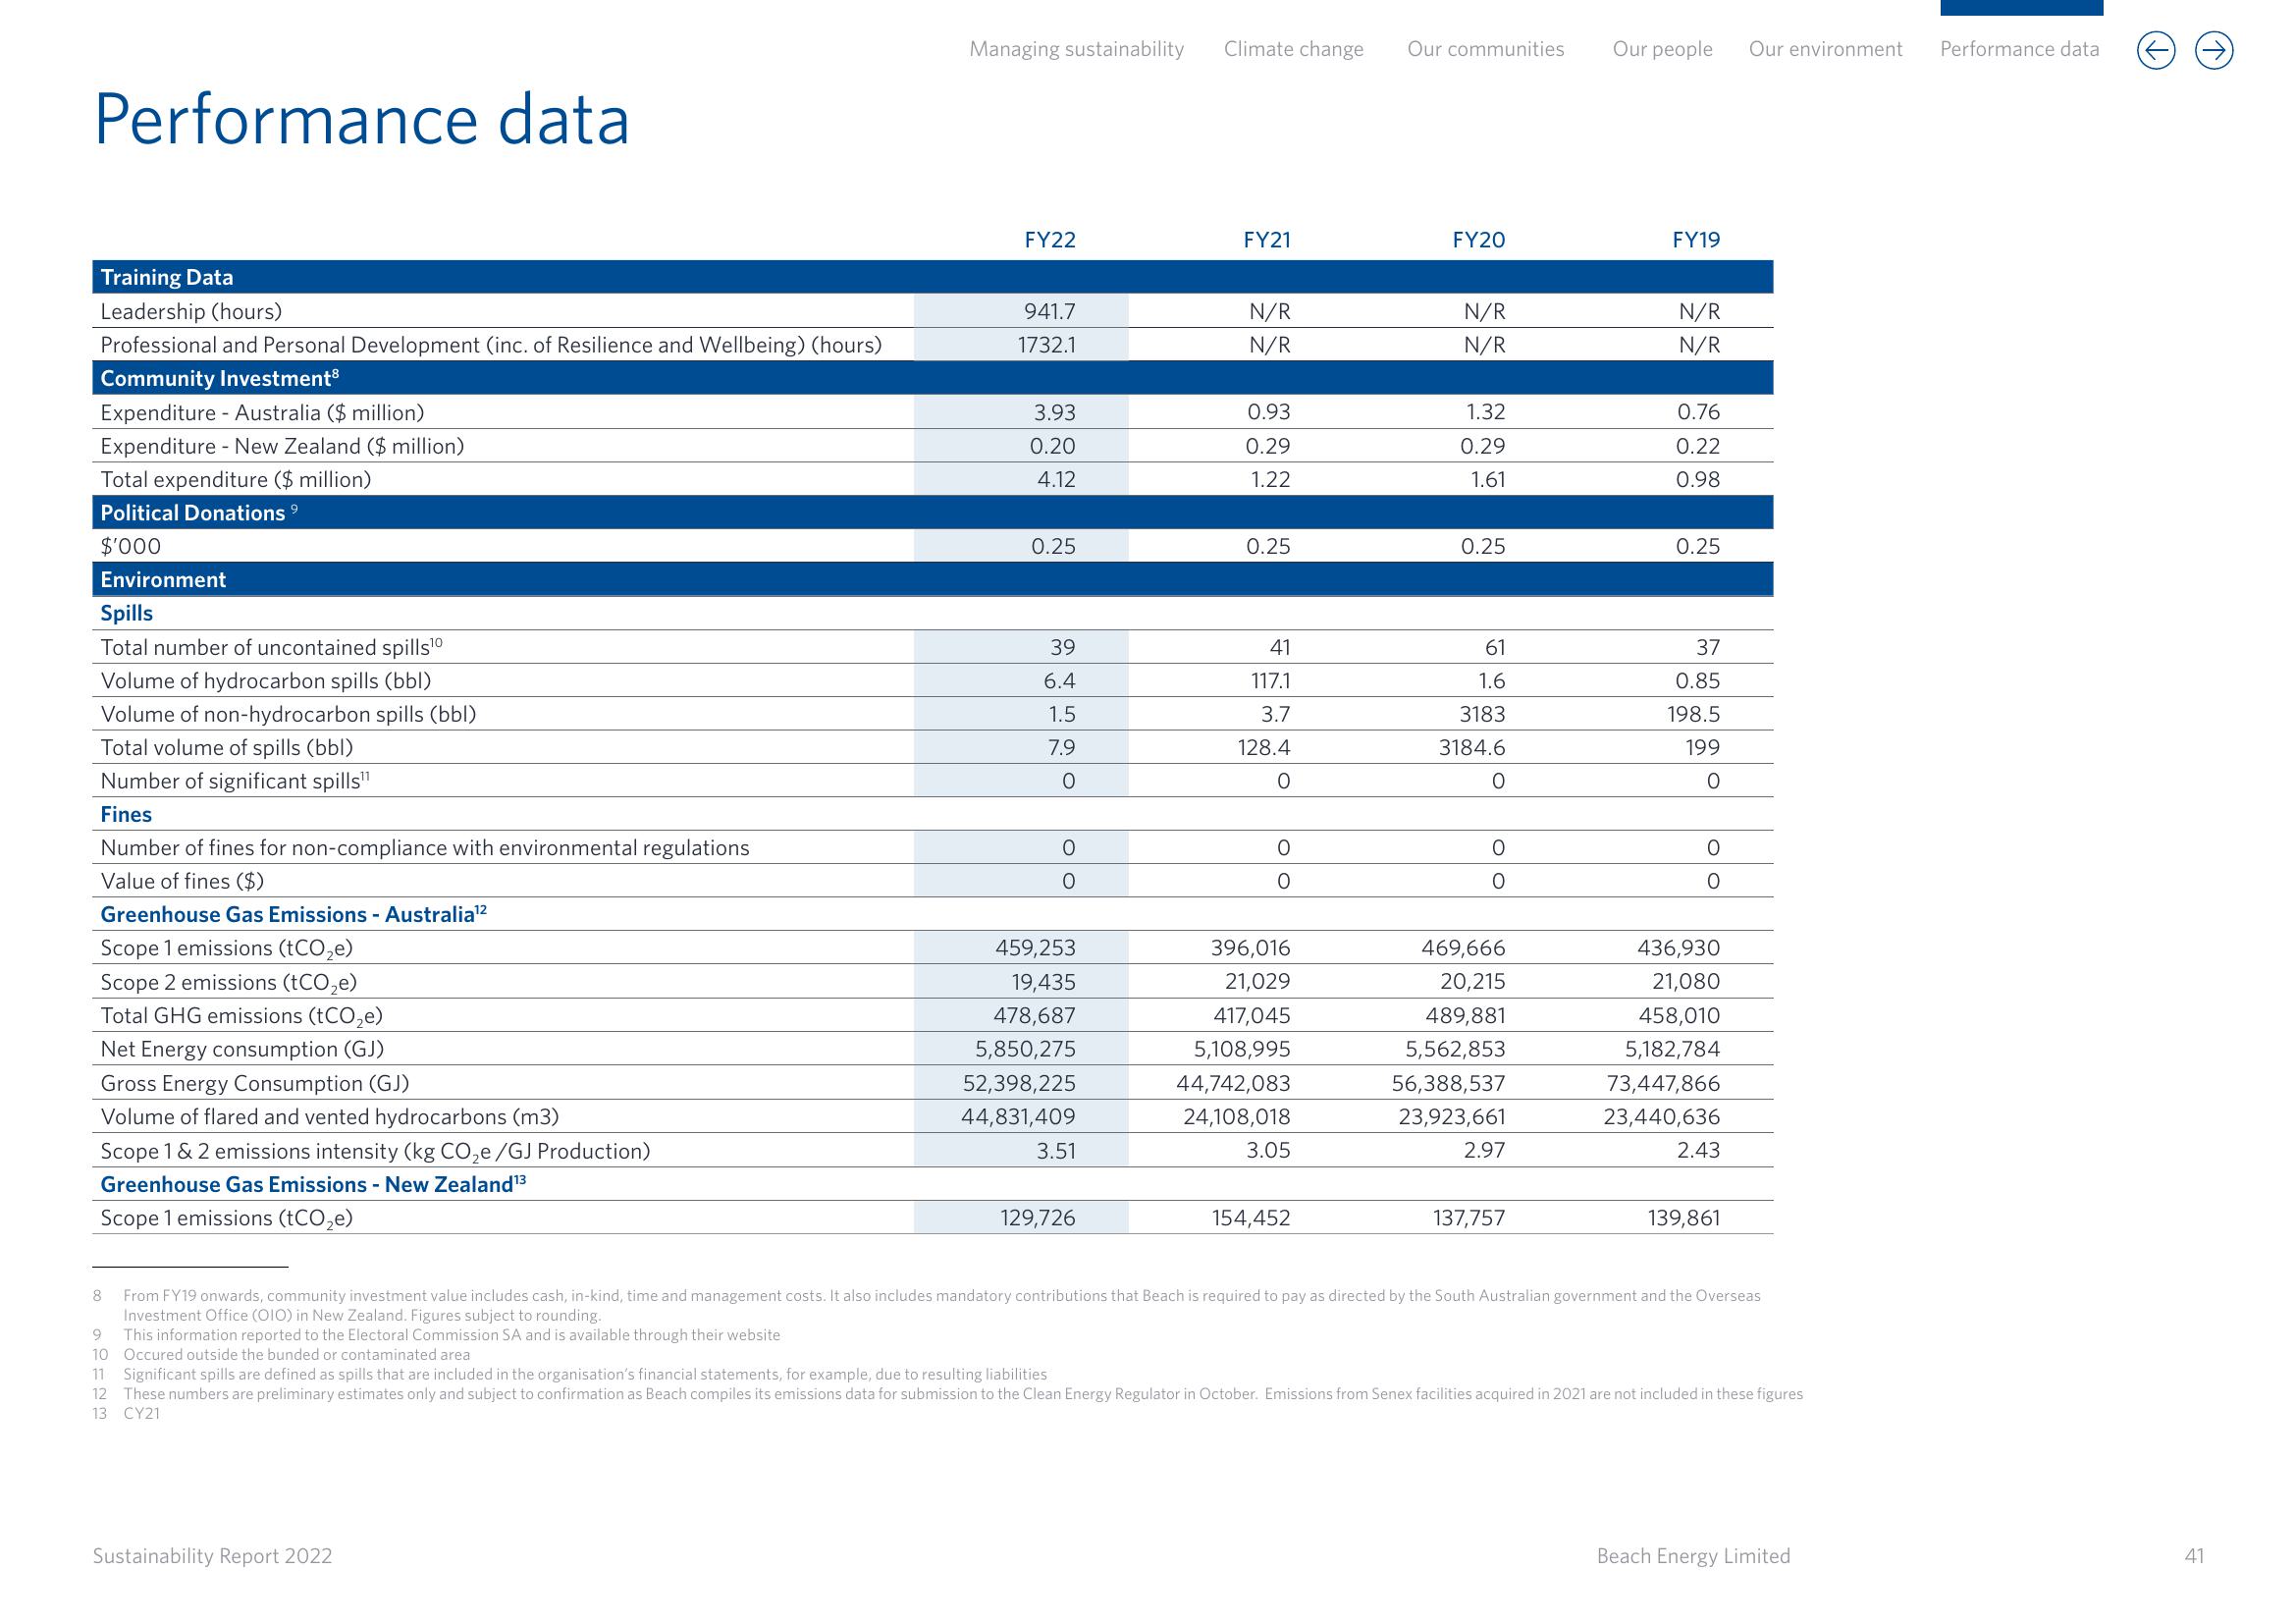 Managing sustainability Climate change Our communities Our people Our environment Performance data
Performance data
FY22 FY21 FY20 FY19
Training Data
Leadership (hours) 941.7 N/R N/R N/R
Professional and Personal Development (inc. of Resilience and Wellbeing) (hours) 1732.1 N/R N/R N/R
Community Investment⁸
Expenditure - Australia ($ million) 3.93 0.93 1.32 0.76
Expenditure - New Zealand ($ million) 0.20 0.29 0.29 0.22
Total expenditure ($ million) 4.12 1.22 1.61 0.98
Political Donations ⁹
$’000 0.25 0.25 0.25 0.25
Environment
Spills
Total number of uncontained spills¹⁰ 39 41 61 37
Volume of hydrocarbon spills (bbl) 6.4 117.1 1.6 0.85
Volume of non-hydrocarbon spills (bbl) 1.5 3.7 3183 198.5
Total volume of spills (bbl) 7.9 128.4 3184.6 199
Number of significant spills¹¹ 0 0 0 0
Fines
Number of fines for non-compliance with environmental regulations 0 0 0 0
Value of fines ($) 0 0 0 0
Greenhouse Gas Emissions - Australia¹²
Scope 1 emissions (tCO₂e) 459,253 396,016 469,666 436,930
Scope 2 emissions (tCO₂e) 19,435 21,029 20,215 21,080
Total GHG emissions (tCO₂e) 478,687 417,045 489,881 458,010
Net Energy consumption (GJ) 5,850,275 5,108,995 5,562,853 5,182,784
Gross Energy Consumption (GJ) 52,398,225 44,742,083 56,388,537 73,447,866
Volume of flared and vented hydrocarbons (m3) 44,831,409 24,108,018 23,923,661 23,440,636
Scope 1 & 2 emissions intensity (kg CO₂e /GJ Production) 3.51 3.05 2.97 2.43
Greenhouse Gas Emissions - New Zealand¹³
Scope 1 emissions (tCO₂e) 129,726 154,452 137,757 139,861
8 From FY19 onwards, community investment value includes cash, in-kind, time and management costs. It also includes mandatory contributions that Beach is required to pay as directed by the South Australian government and the Overseas
Investment Office (OIO) in New Zealand. Figures subject to rounding.
9 This information reported to the Electoral Commission SA and is available through their website
10 Occured outside the bunded or contaminated area
11 Significant spills are defined as spills that are included in the organisation’s financial statements, for example, due to resulting liabilities
12 These numbers are preliminary estimates only and subject to confirmation as Beach compiles its emissions data for submission to the Clean Energy Regulator in October. Emissions from Senex facilities acquired in 2021 are not included in these figures
13 CY21
Sustainability Report 2022 Beach Energy Limited 41